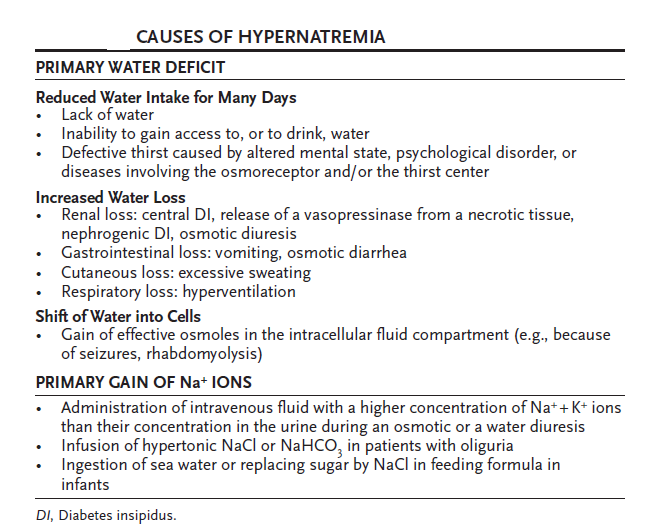 CAUSES OF HYPERNATREMIA
PRIMARY WATER DEFICIT
Reduced Water Intake for Many Days
• Lack of water
• Inability to gain access to, or to drink, water
• Defective thirst caused by altered mental state, psychological disorder, or
diseases involving the osmoreceptor and/or the thirst center
Increased Water Loss
• Renal loss: central DI, release of a vasopressinase from a necrotic tissue,
nephrogenic DI, osmotic diuresis
• Gastrointestinal loss: vomiting, osmotic diarrhea
• Cutaneous loss: excessive sweating
• Respiratory loss: hyperventilation
Shift of Water into Cells
• Gain of effective osmoles in the intracellular fluid compartment (e.g., because
of seizures, rhabdomyolysis)
PRIMARY GAIN OF Na⁺ IONS
• Administration of intravenous fluid with a higher concentration of Na⁺ + K⁺ ions
than their concentration in the urine during an osmotic or a water diuresis
• Infusion of hypertonic NaCl or NaHCO₃ in patients with oliguria
• Ingestion of sea water or replacing sugar by NaCl in feeding formula in
infants
DI, Diabetes insipidus.